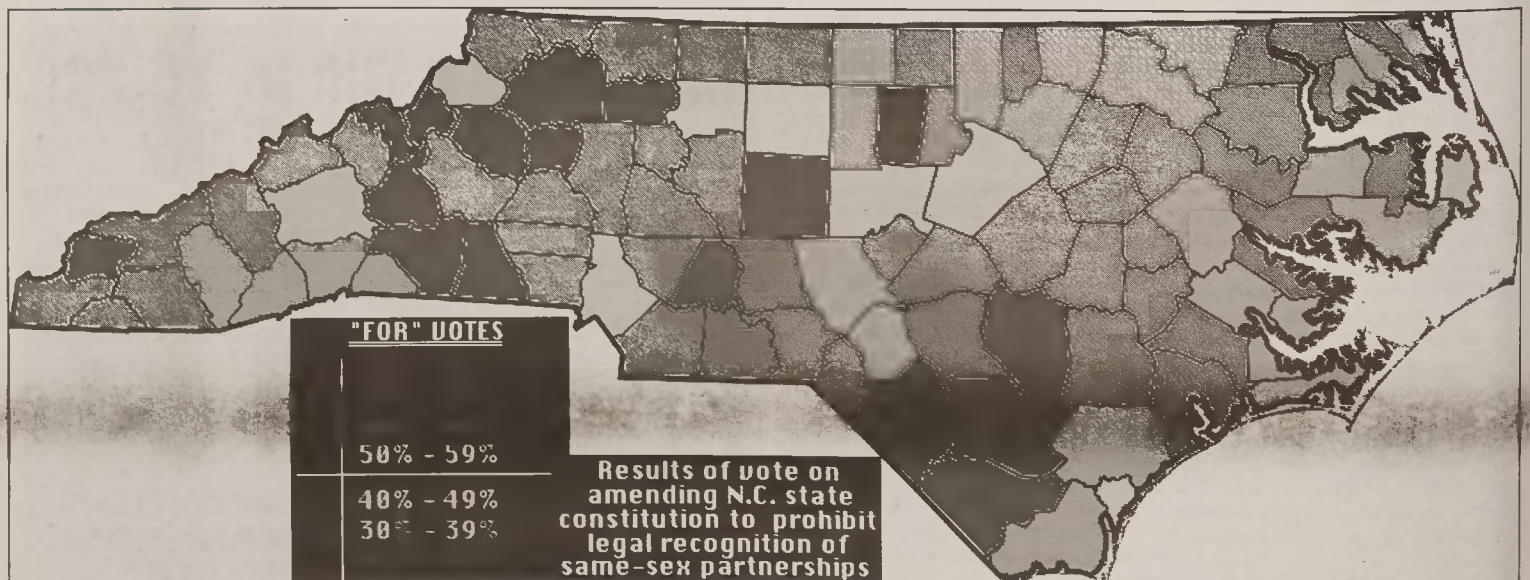 "FOR" VOTES
50% - 59%
40% - 49%
30% - 39%
Results of vote on
amending N.C. state
constitution to prohibit
legal recognition of
same-sex partnerships